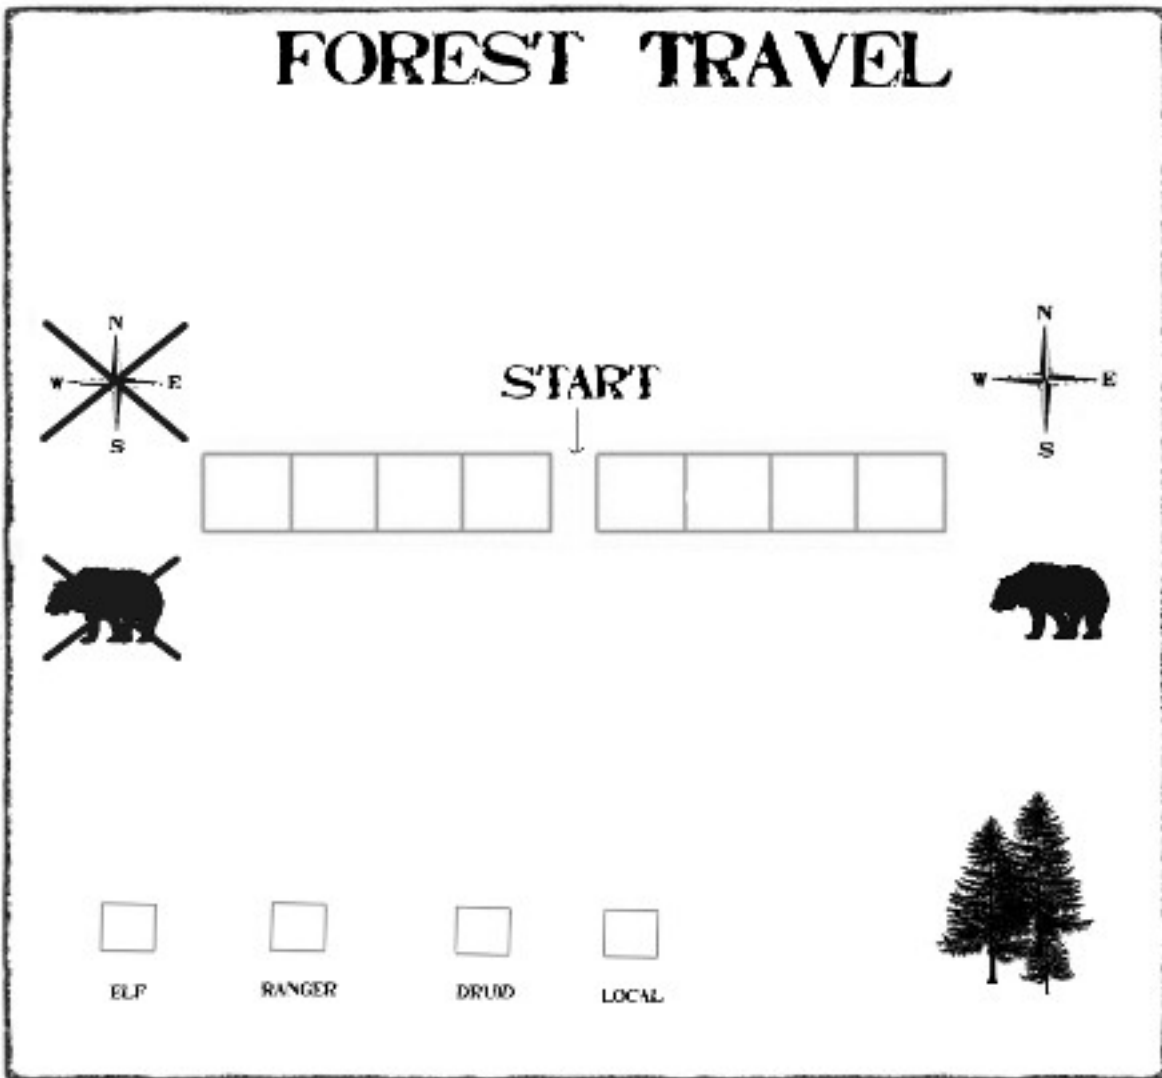 FOREST TRAVEL
N
W E
S
START
N
W E
S
ELF RANGER DRUID LOCAL